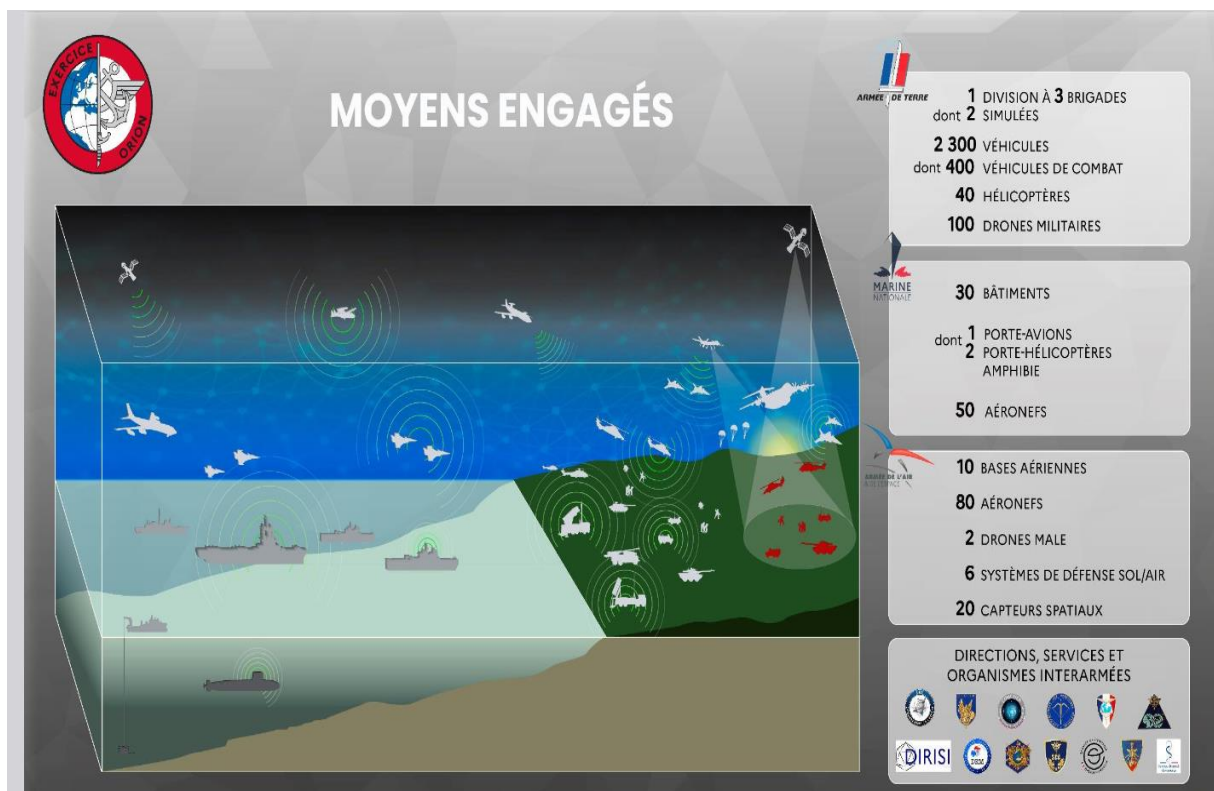 EXERCICE
ORION
MOYENS ENGAGÉS
ARMÉE DE TERRE
1 DIVISION À 3 BRIGADES
dont 2 SIMULÉES
2 300 VÉHICULES
dont 400 VÉHICULES DE COMBAT
40 HÉLICOPTÈRES
100 DRONES MILITAIRES
MARINE
NATIONALE
30 BÂTIMENTS
dont 1 PORTE-AVIONS
2 PORTE-HÉLICOPTÈRES
AMPHIBIE
50 AÉRONEFS
ARMÉE DE L'AIR
10 BASES AÉRIENNES
80 AÉRONEFS
2 DRONES MALE
6 SYSTÈMES DE DÉFENSE SOL/AIR
20 CAPTEURS SPATIAUX
DIRECTIONS, SERVICES ET
ORGANISMES INTERARMÉES
DIRISI